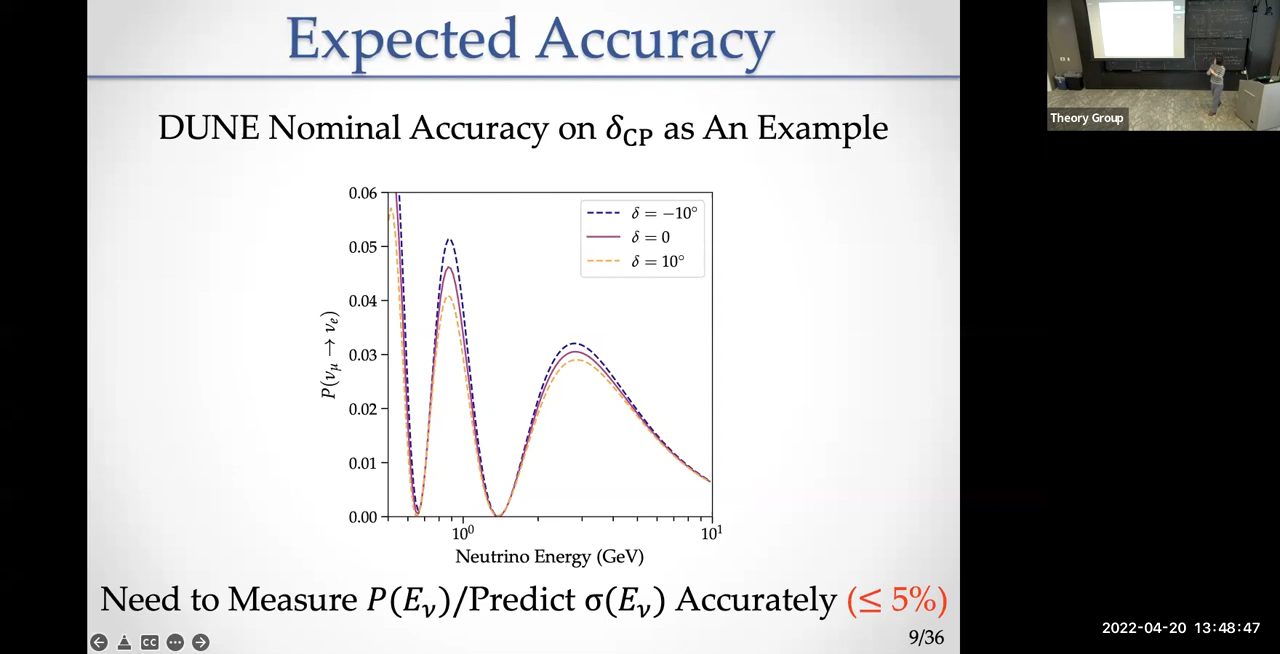 Expected Accuracy
DUNE Nominal Accuracy on δCP as An Example
0.06
0.05
0.04
0.03
0.02
0.01
0.00
P(νμ → νe)
δ = −10°
δ = 0
δ = 10°
10⁰
10¹
Neutrino Energy (GeV)
Need to Measure P(Eν)/Predict σ(Eν) Accurately (≤ 5%)
9/36
CC
Theory Group
2022-04-20 13:48:47